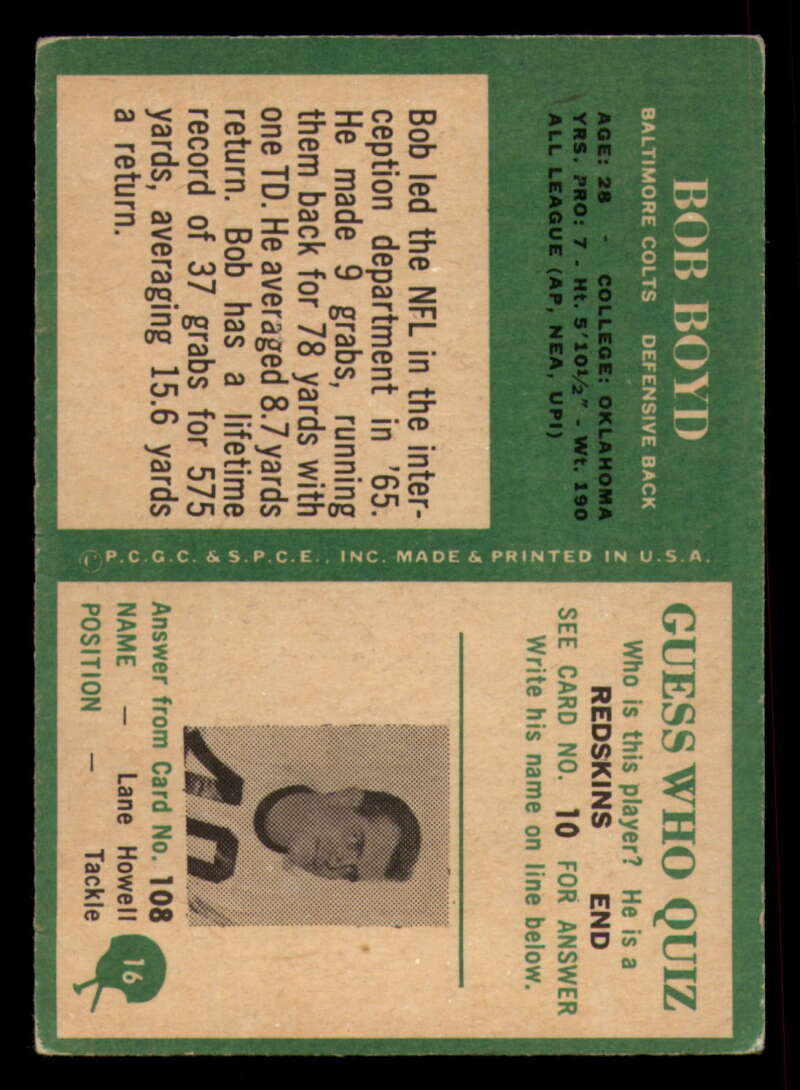 BOB BOYD
BALTIMORE COLTS DEFENSIVE BACK
AGE: 28 - COLLEGE: OKLAHOMA
YRS. PRO: 7 - Ht. 5'10½" - Wt. 190
ALL LEAGUE (AP, NEA, UPI)
Bob led the NFL in the inter-
ception department in '65.
He made 9 grabs, running
them back for 78 yards with
one TD. He averaged 8.7 yards
return. Bob has a lifetime
record of 37 grabs for 575
yards, averaging 15.6 yards
a return.
© P.C.G.C. & S.P.C.E., INC. MADE & PRINTED IN U.S.A.
GUESS WHO QUIZ
Who is this player? He is a
REDSKINS END
SEE CARD NO. 10 FOR ANSWER
Write his name on line below.
70
Answer from Card No. 108
NAME — Lane Howell
POSITION — Tackle
16